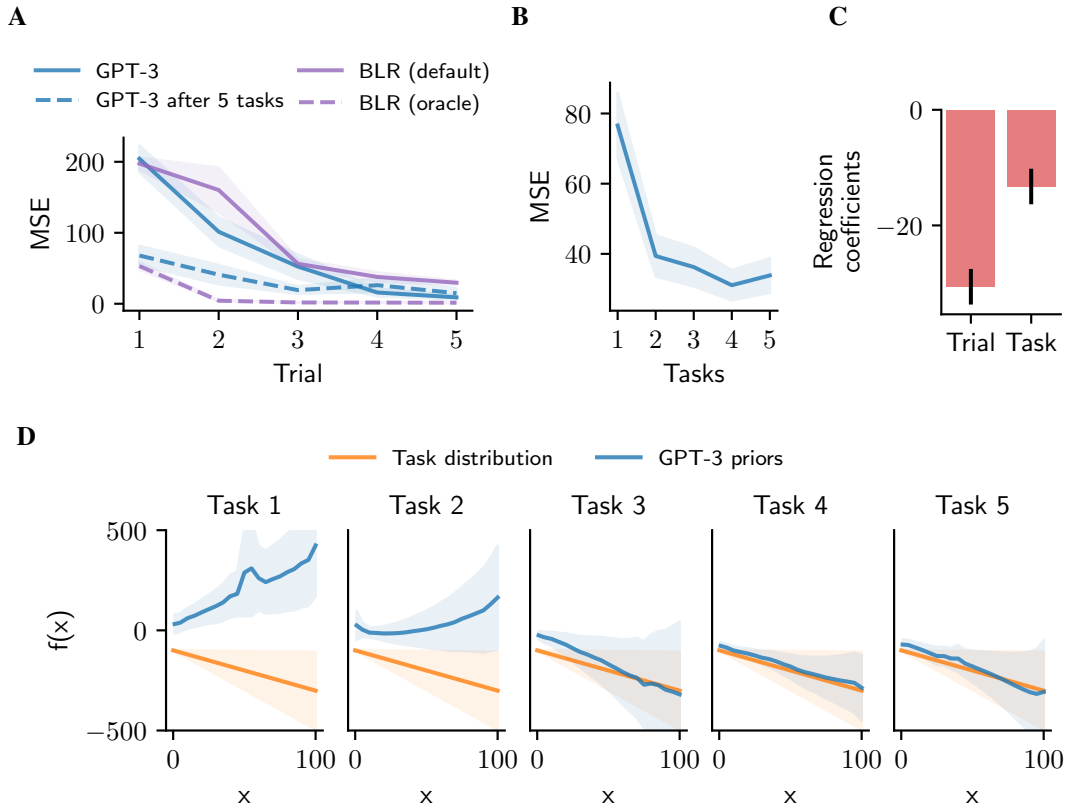 A
B
C
GPT-3
GPT-3 after 5 tasks
BLR (default)
BLR (oracle)
MSE
200
100
0
1 2 3 4 5
Trial
MSE
80
60
40
1 2 3 4 5
Tasks
Regression
coefficients
0
−20
Trial Task
D
Task distribution GPT-3 priors
Task 1 Task 2 Task 3 Task 4 Task 5
f(x)
500
0
−500
0 100 0 100 0 100 0 100 0 100
x x x x x